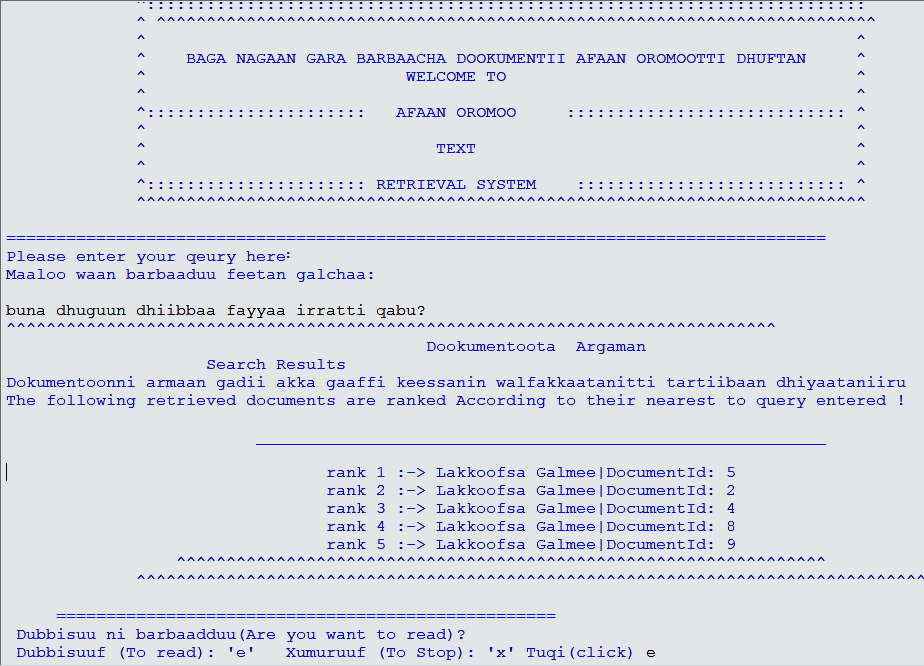 BAGA NAGAAN GARA BARBAACHA DOOKUMENTII AFAAN OROMOOTTI DHUFTAN
WELCOME TO
AFAAN OROMOO
TEXT
RETRIEVAL SYSTEM
Please enter your qeury here:
Maaloo waan barbaaduu feetan galchaa:
buna dhuguun dhiibbaa fayyaa irratti qabu?
Dookumentoota Argaman
Search Results
Dokumentoonni armaan gadii akka gaaffi keessanin walfakkaatanitti tartiibaan dhiyaataniiru
The following retrieved documents are ranked According to their nearest to query entered !
rank 1 :-> Lakkoofsa Galmee|DocumentId: 5
rank 2 :-> Lakkoofsa Galmee|DocumentId: 2
rank 3 :-> Lakkoofsa Galmee|DocumentId: 4
rank 4 :-> Lakkoofsa Galmee|DocumentId: 8
rank 5 :-> Lakkoofsa Galmee|DocumentId: 9
Dubbisuu ni barbaadduu(Are you want to read)?
Dubbisuuf (To read): 'e' Xumuruuf (To Stop): 'x' Tuqi(click) e